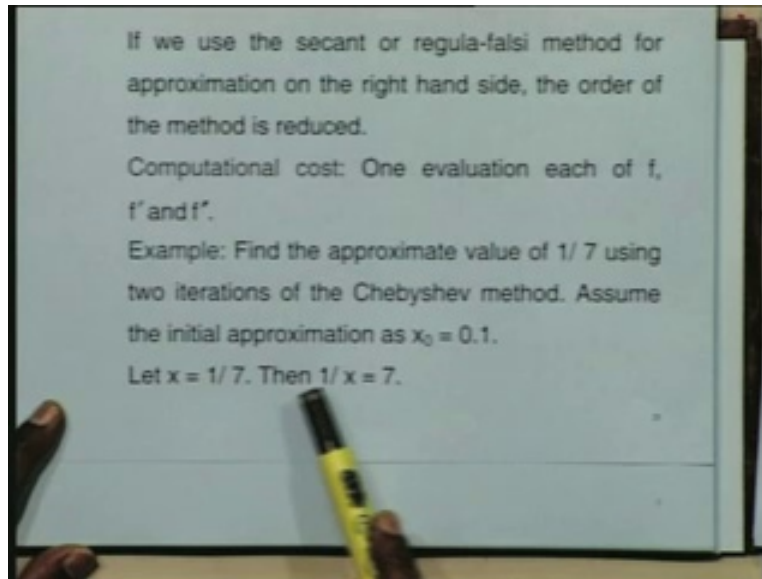 If we use the secant or regula-falsi method for
approximation on the right hand side, the order of
the method is reduced.
Computational cost: One evaluation each of f,
f′ and f″.
Example: Find the approximate value of 1/ 7 using
two iterations of the Chebyshev method. Assume
the initial approximation as x₀ = 0.1.
Let x = 1/ 7. Then 1/ x = 7.